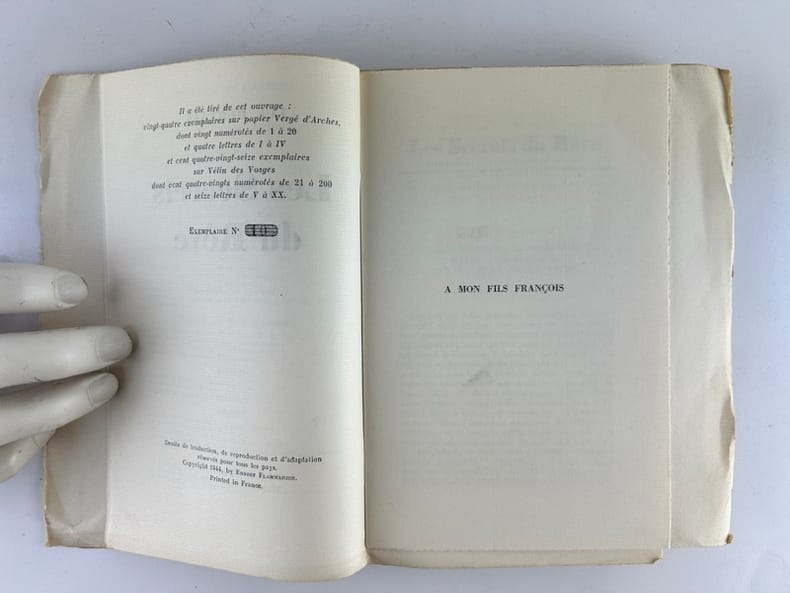 Il a été tiré de cet ouvrage :
vingt-quatre exemplaires sur papier Vergé d'Arches,
dont vingt numérotés de 1 à 20
et quatre lettres de I à IV
et cent quatre-vingt-seize exemplaires
sur Vélin des Vosges
dont cent quatre-vingts numérotés de 21 à 200
et seize lettres de V à XX.
EXEMPLAIRE N°
Droits de traduction, de reproduction et d'adaptation
réservés pour tous les pays.
Copyright 1944, by ERNEST FLAMMARION.
Printed in France.
A MON FILS FRANÇOIS